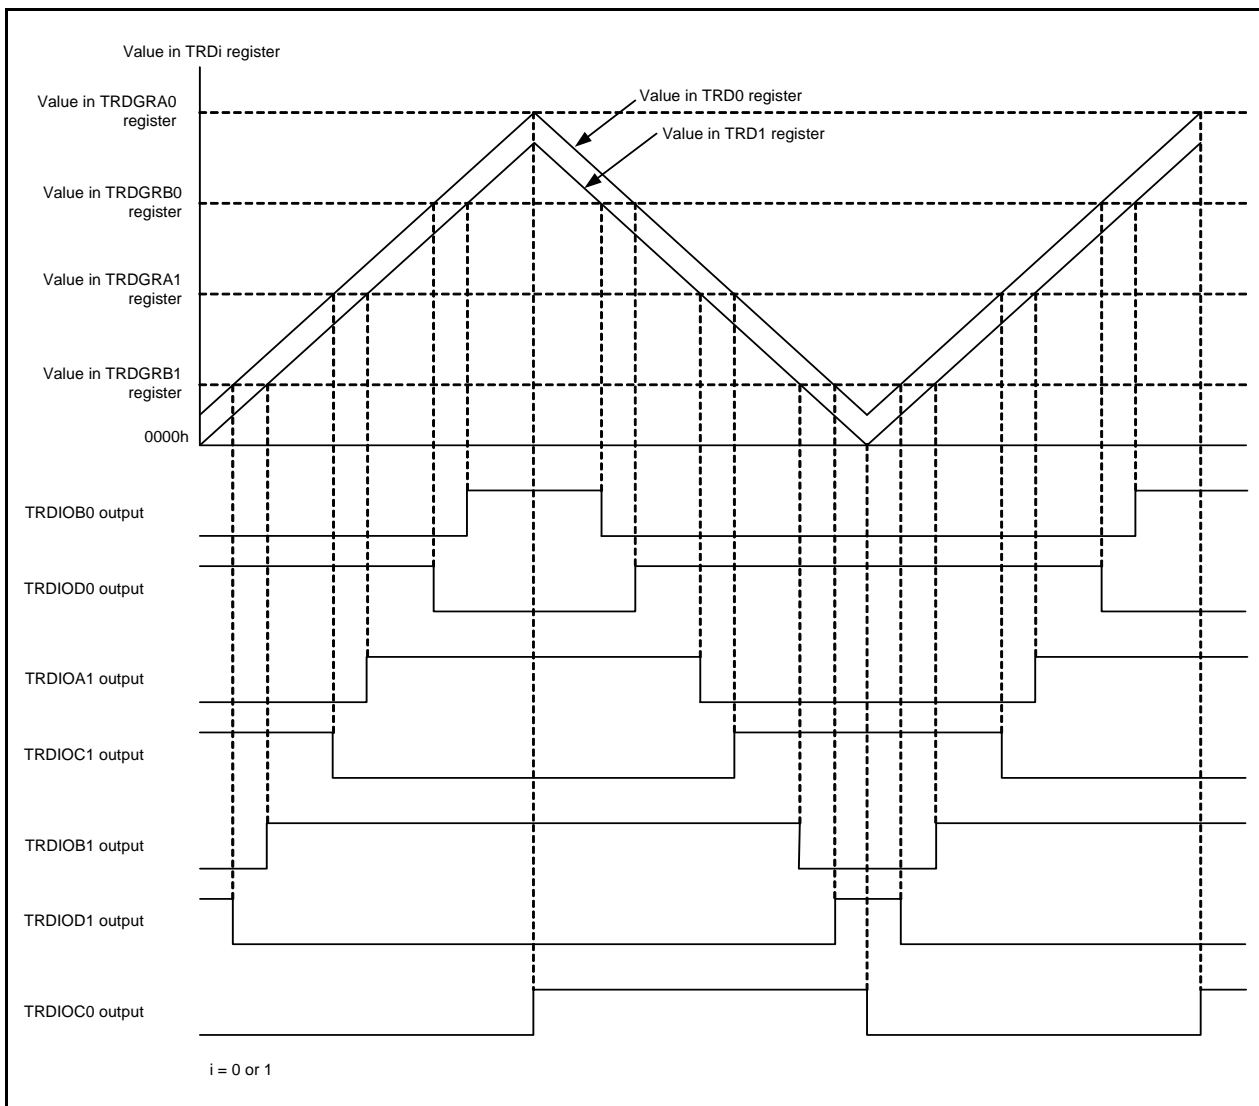 Value in TRDi register
Value in TRDGRA0
register
Value in TRD0 register
Value in TRD1 register
Value in TRDGRB0
register
Value in TRDGRA1
register
Value in TRDGRB1
register
0000h
TRDIOB0 output
TRDIOD0 output
TRDIOA1 output
TRDIOC1 output
TRDIOB1 output
TRDIOD1 output
TRDIOC0 output
i = 0 or 1